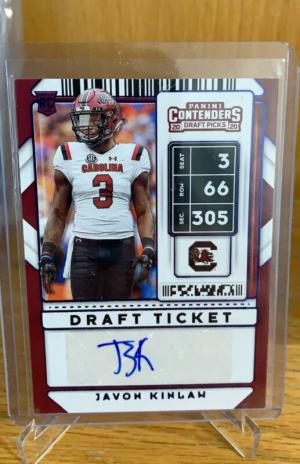 RC
PANINI
CONTENDERS
20 DRAFT PICKS 20
SEAT 3
ROW 66
SEC. 305
CAROLINA
3
DRAFT TICKET
JAVON KINLAW